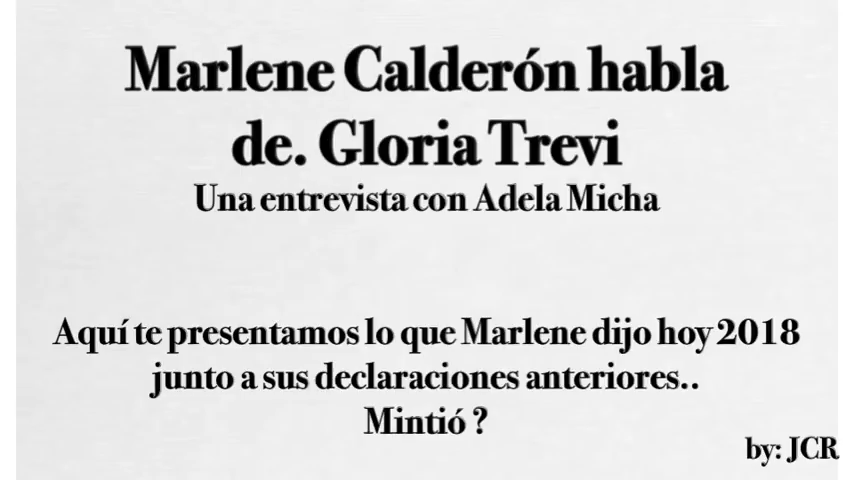 Marlene Calderón habla
de. Gloria Trevi
Una entrevista con Adela Micha
Aquí te presentamos lo que Marlene dijo hoy 2018
junto a sus declaraciones anteriores..
Mintió ?
by: JCR